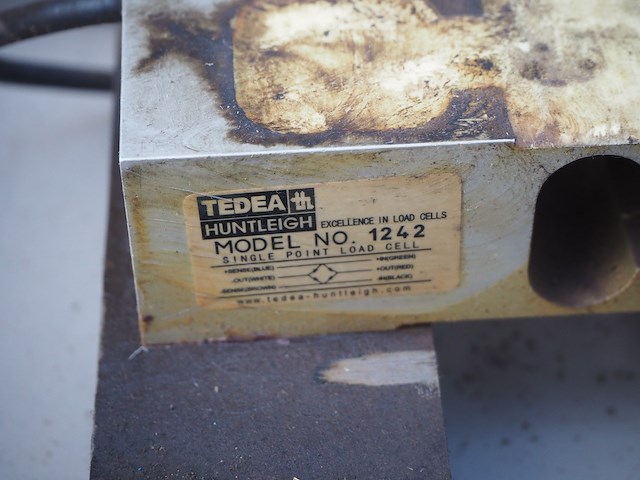 TEDEA th
HUNTLEIGH EXCELLENCE IN LOAD CELLS
MODEL NO. 1242
SINGLE POINT LOAD CELL
+SENSE(BLUE) +IN(GREEN)
-OUT(WHITE) +OUT(RED)
-SENSE(BROWN) -IN(BLACK)
www.tedea-huntleigh.com